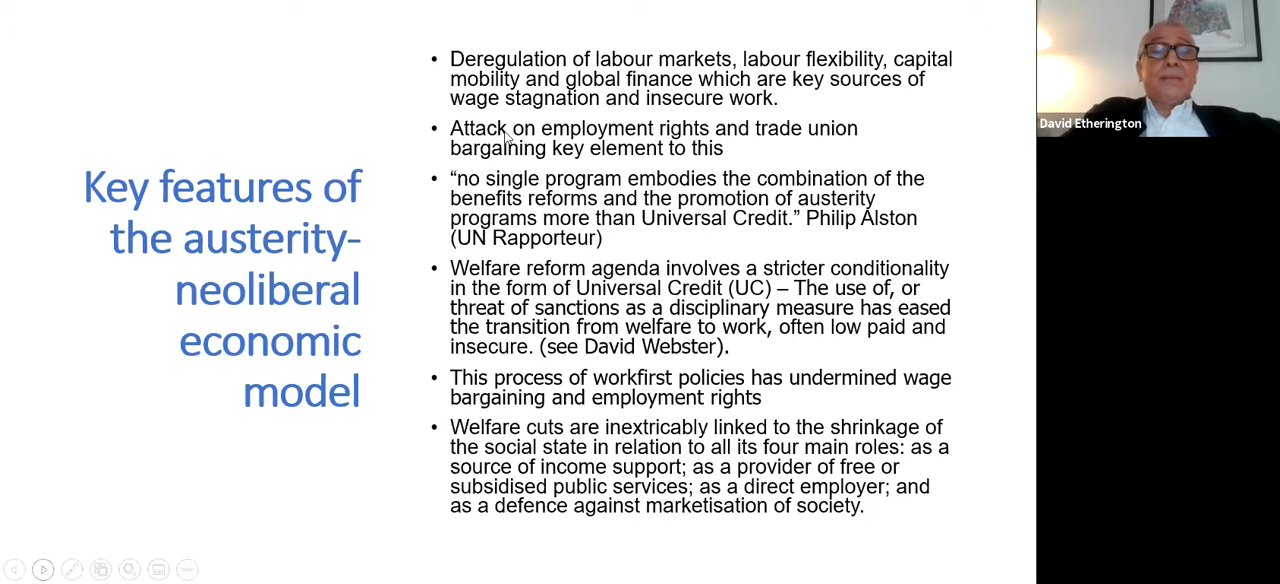 Key features of
the austerity-
neoliberal
economic
model
• Deregulation of labour markets, labour flexibility, capital
mobility and global finance which are key sources of
wage stagnation and insecure work.
• Attack on employment rights and trade union
bargaining key element to this
• “no single program embodies the combination of the
benefits reforms and the promotion of austerity
programs more than Universal Credit.” Philip Alston
(UN Rapporteur)
• Welfare reform agenda involves a stricter conditionality
in the form of Universal Credit (UC) – The use of, or
threat of sanctions as a disciplinary measure has eased
the transition from welfare to work, often low paid and
insecure. (see David Webster).
• This process of workfirst policies has undermined wage
bargaining and employment rights
• Welfare cuts are inextricably linked to the shrinkage of
the social state in relation to all its four main roles: as a
source of income support; as a provider of free or
subsidised public services; as a direct employer; and
as a defence against marketisation of society.
David Etherington